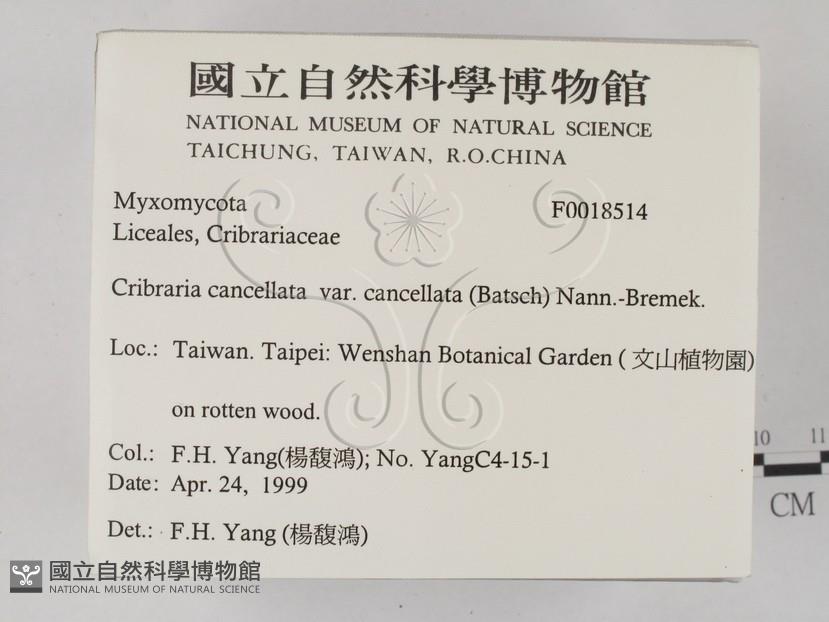 國立自然科學博物館
NATIONAL MUSEUM OF NATURAL SCIENCE
TAICHUNG, TAIWAN, R.O.CHINA
Myxomycota F0018514
Liceales, Cribrariaceae
Cribraria cancellata var. cancellata (Batsch) Nann.-Bremek.
Loc.: Taiwan. Taipei: Wenshan Botanical Garden ( 文山植物園)
on rotten wood.
Col.: F.H. Yang(楊馥鴻); No. YangC4-15-1
Date: Apr. 24, 1999
Det.: F.H. Yang (楊馥鴻)
10 11
CM
國立自然科學博物館
NATIONAL MUSEUM OF NATURAL SCIENCE